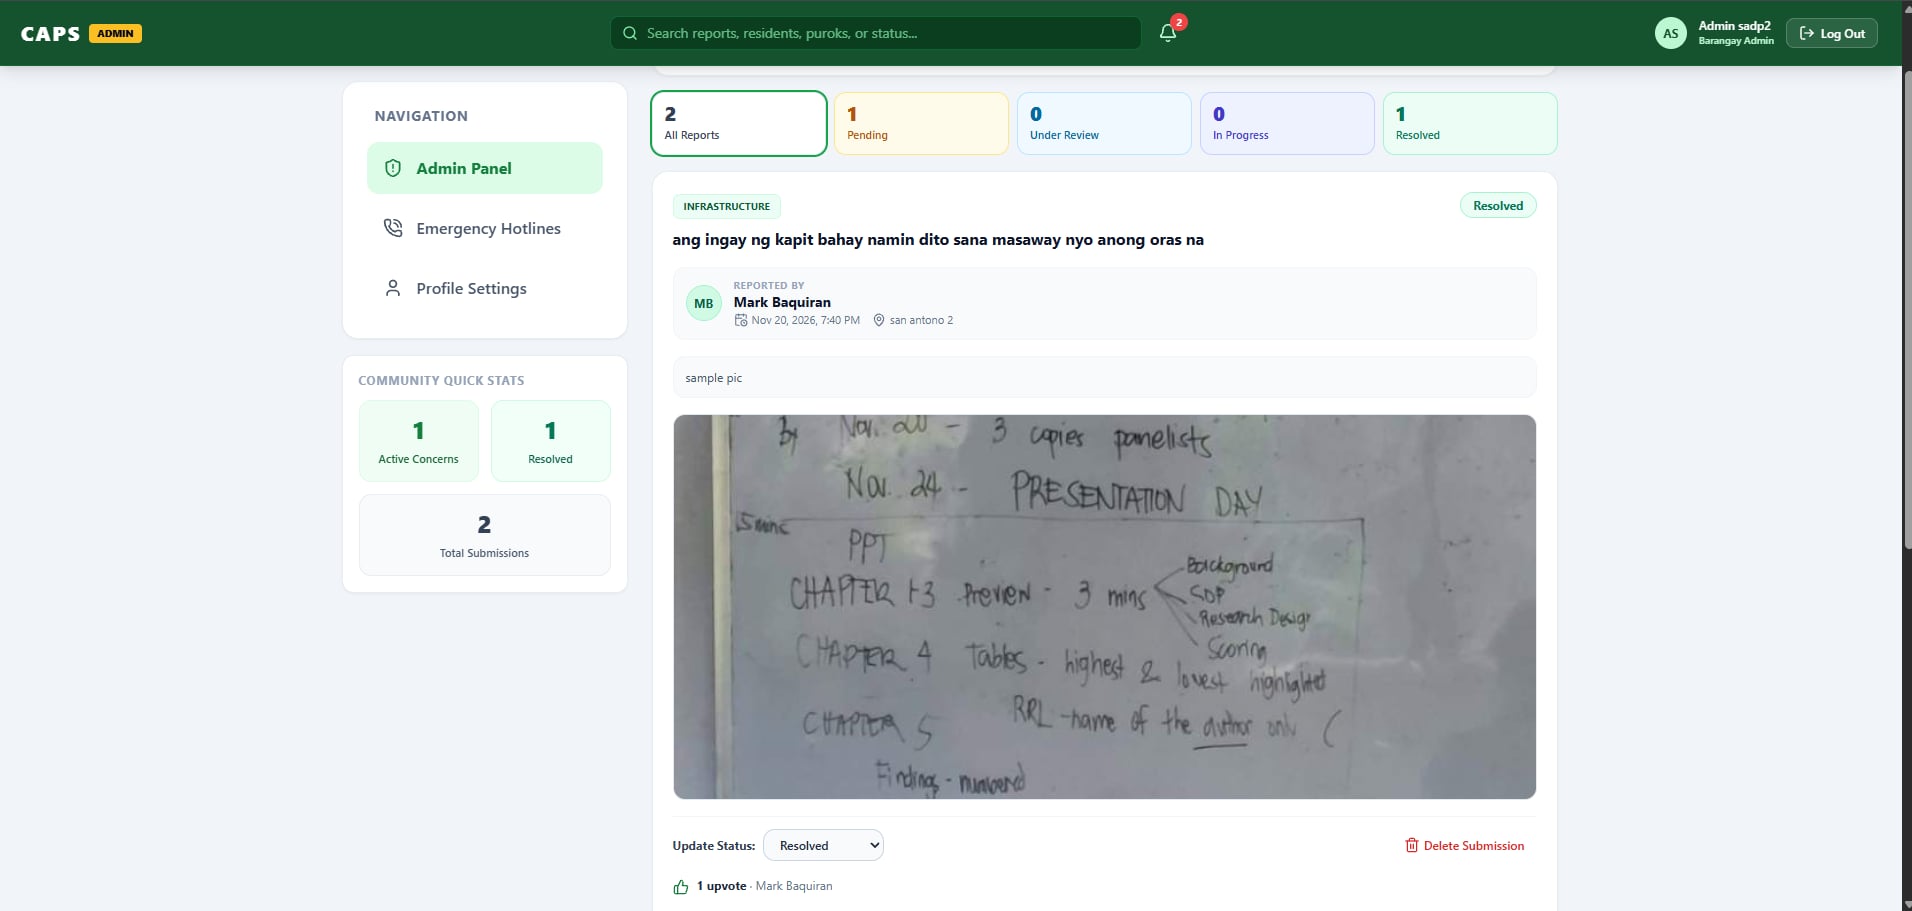 CAPS ADMIN
Search reports, residents, puroks, or status...
2
AS
Admin sadp2
Barangay Admin
Log Out
NAVIGATION
Admin Panel
Emergency Hotlines
Profile Settings
COMMUNITY QUICK STATS
1
Active Concerns
1
Resolved
2
Total Submissions
2
All Reports
1
Pending
0
Under Review
0
In Progress
1
Resolved
INFRASTRUCTURE
Resolved
ang ingay ng kapit bahay namin dito sana masaway nyo anong oras na
MB
REPORTED BY
Mark Baquiran
Nov 20, 2026, 7:40 PM san antono 2
sample pic
By Nov. 20 - 3 copies panelists
Nov. 24 - PRESENTATION DAY
5 mins
PPT
CHAPTER 1-3 Preview - 3 mins
Background
SOP
Research Design
Scoring
CHAPTER 4 Tables - highest & lowest highlighted
CHAPTER 5 RRL - name of the author only (
Findings - numbered
Update Status: Resolved
Delete Submission
1 upvote · Mark Baquiran